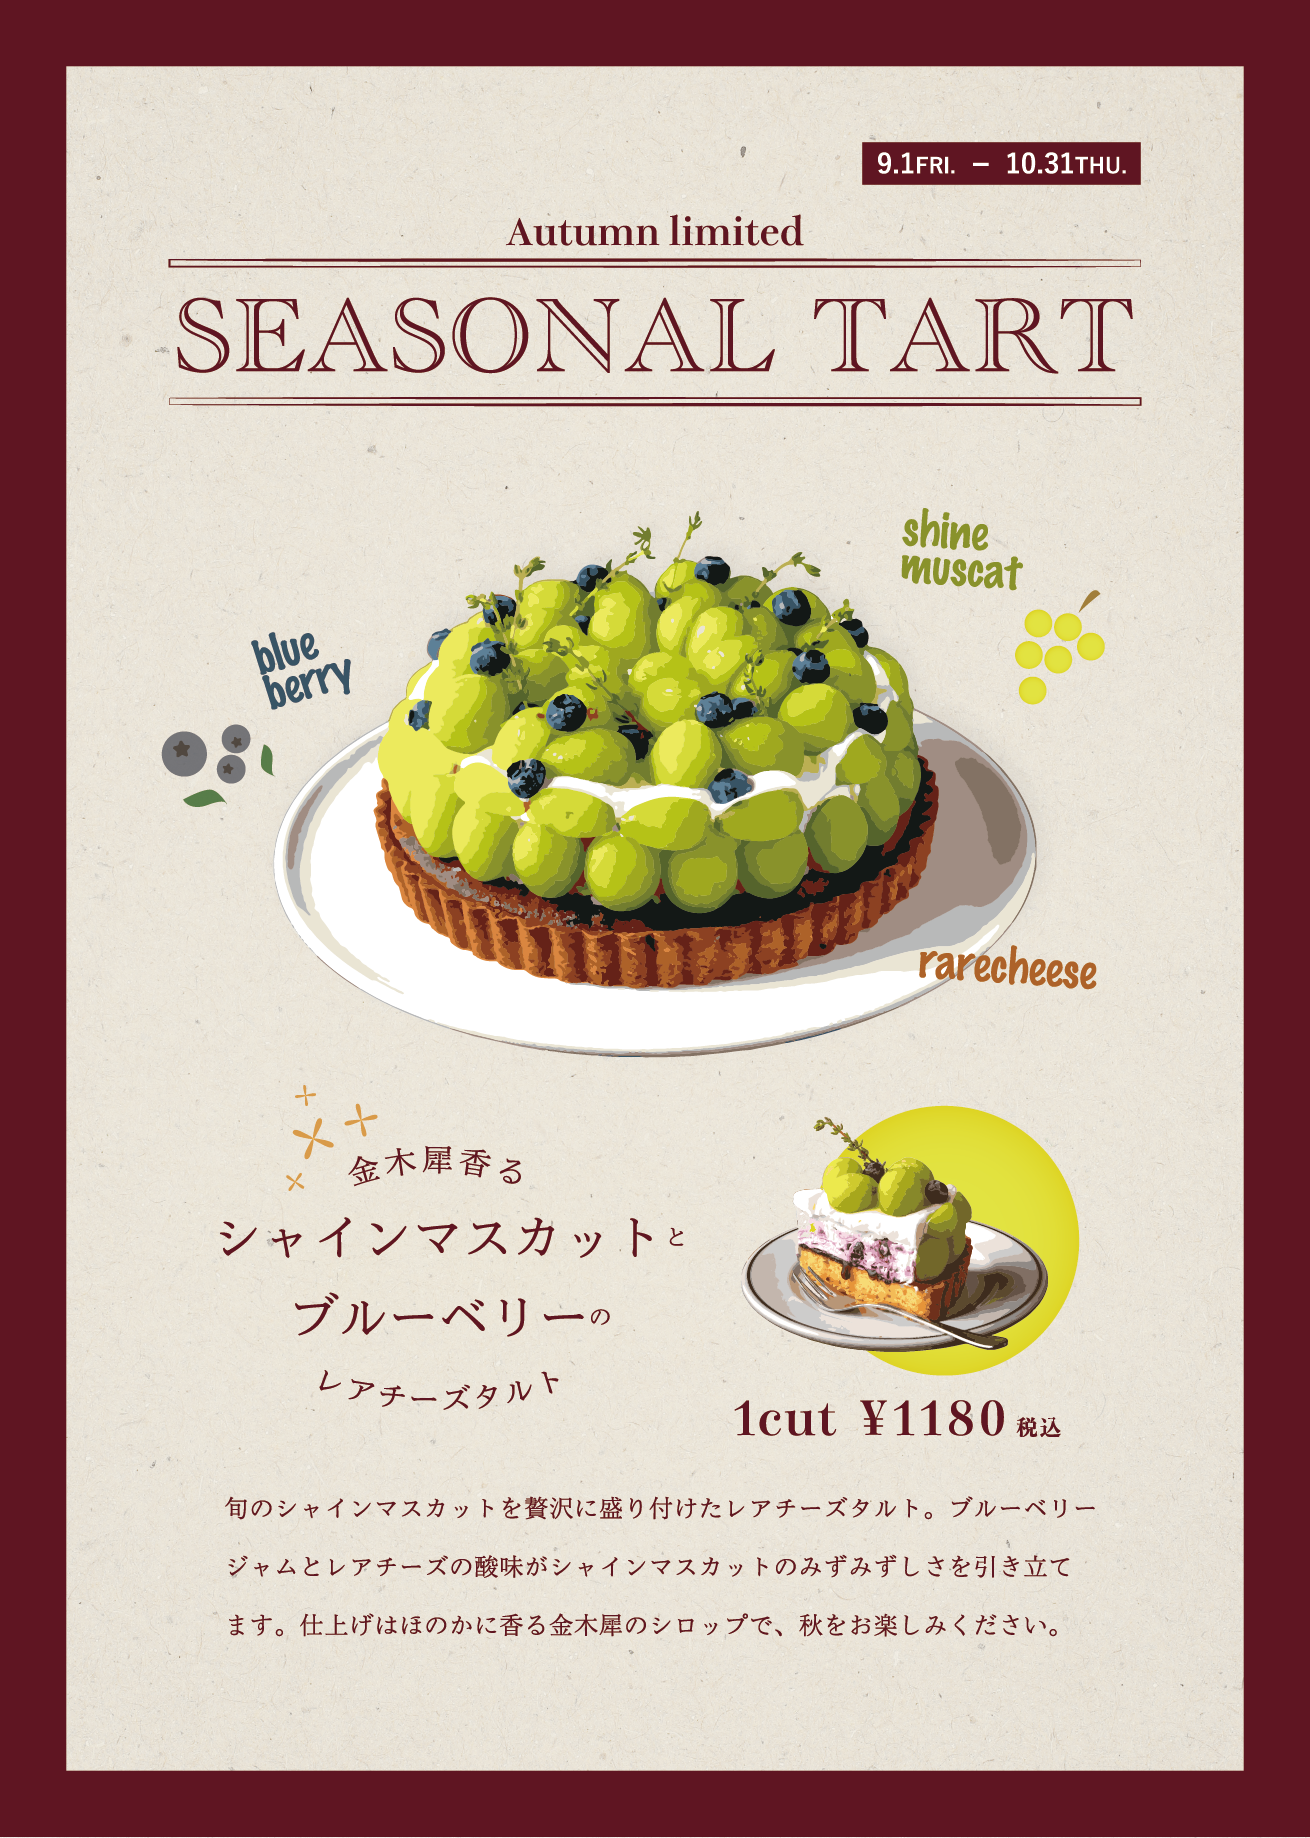 9.1FRI. － 10.31THU.
Autumn limited
SEASONAL TART
shine
muscat
blue
berry
rarecheese
金木犀香る
シャインマスカットと
ブルーベリーの
レアチーズタルト
1cut ¥1180 税込
旬のシャインマスカットを贅沢に盛り付けたレアチーズタルト。ブルーベリー
ジャムとレアチーズの酸味がシャインマスカットのみずみずしさを引き立て
ます。仕上げはほのかに香る金木犀のシロップで、秋をお楽しみください。